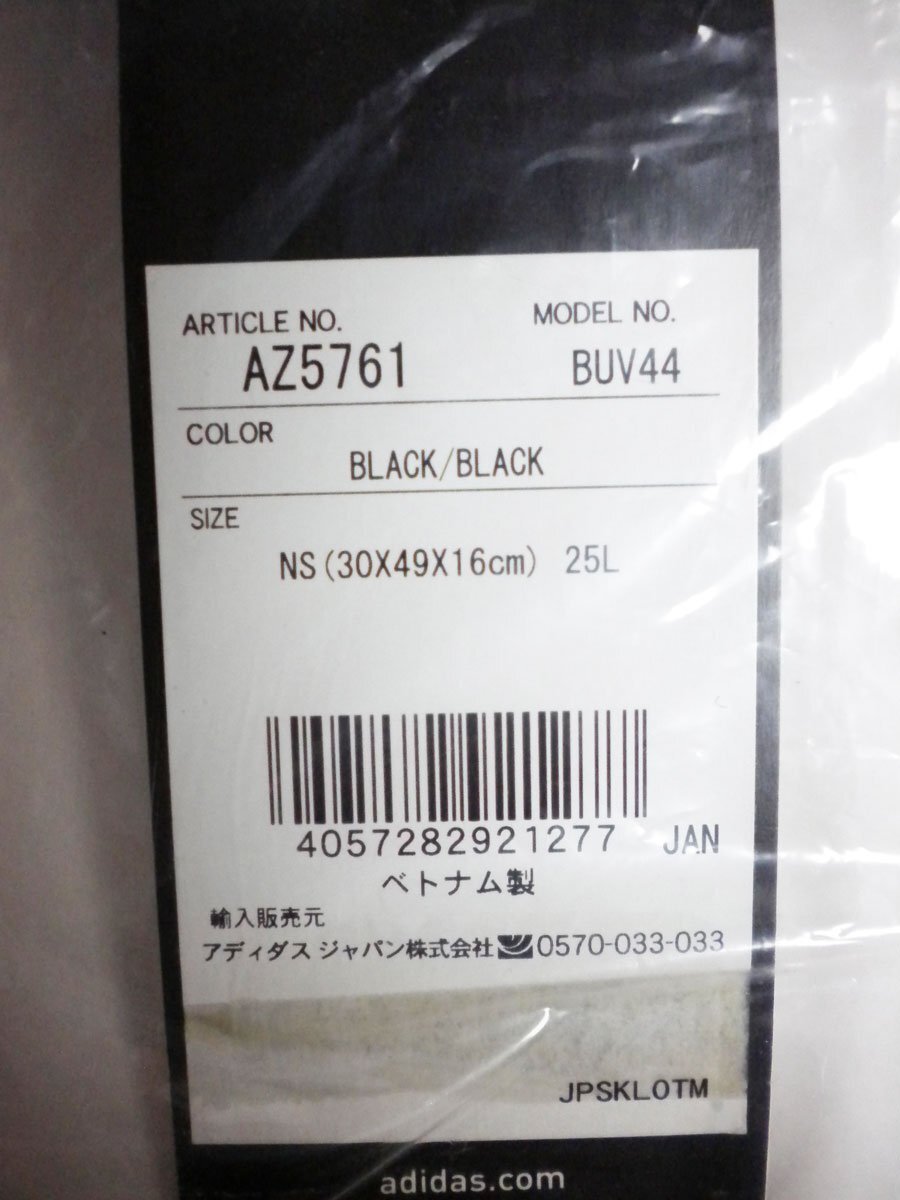 ARTICLE NO. MODEL NO.
AZ5761 BUV44
COLOR
BLACK/BLACK
SIZE
NS(30X49X16cm) 25L
4057282921277 JAN
ベトナム製
輸入販売元
アディダス ジャパン株式会社 0570-033-033
JPSKLOTM
adidas.com